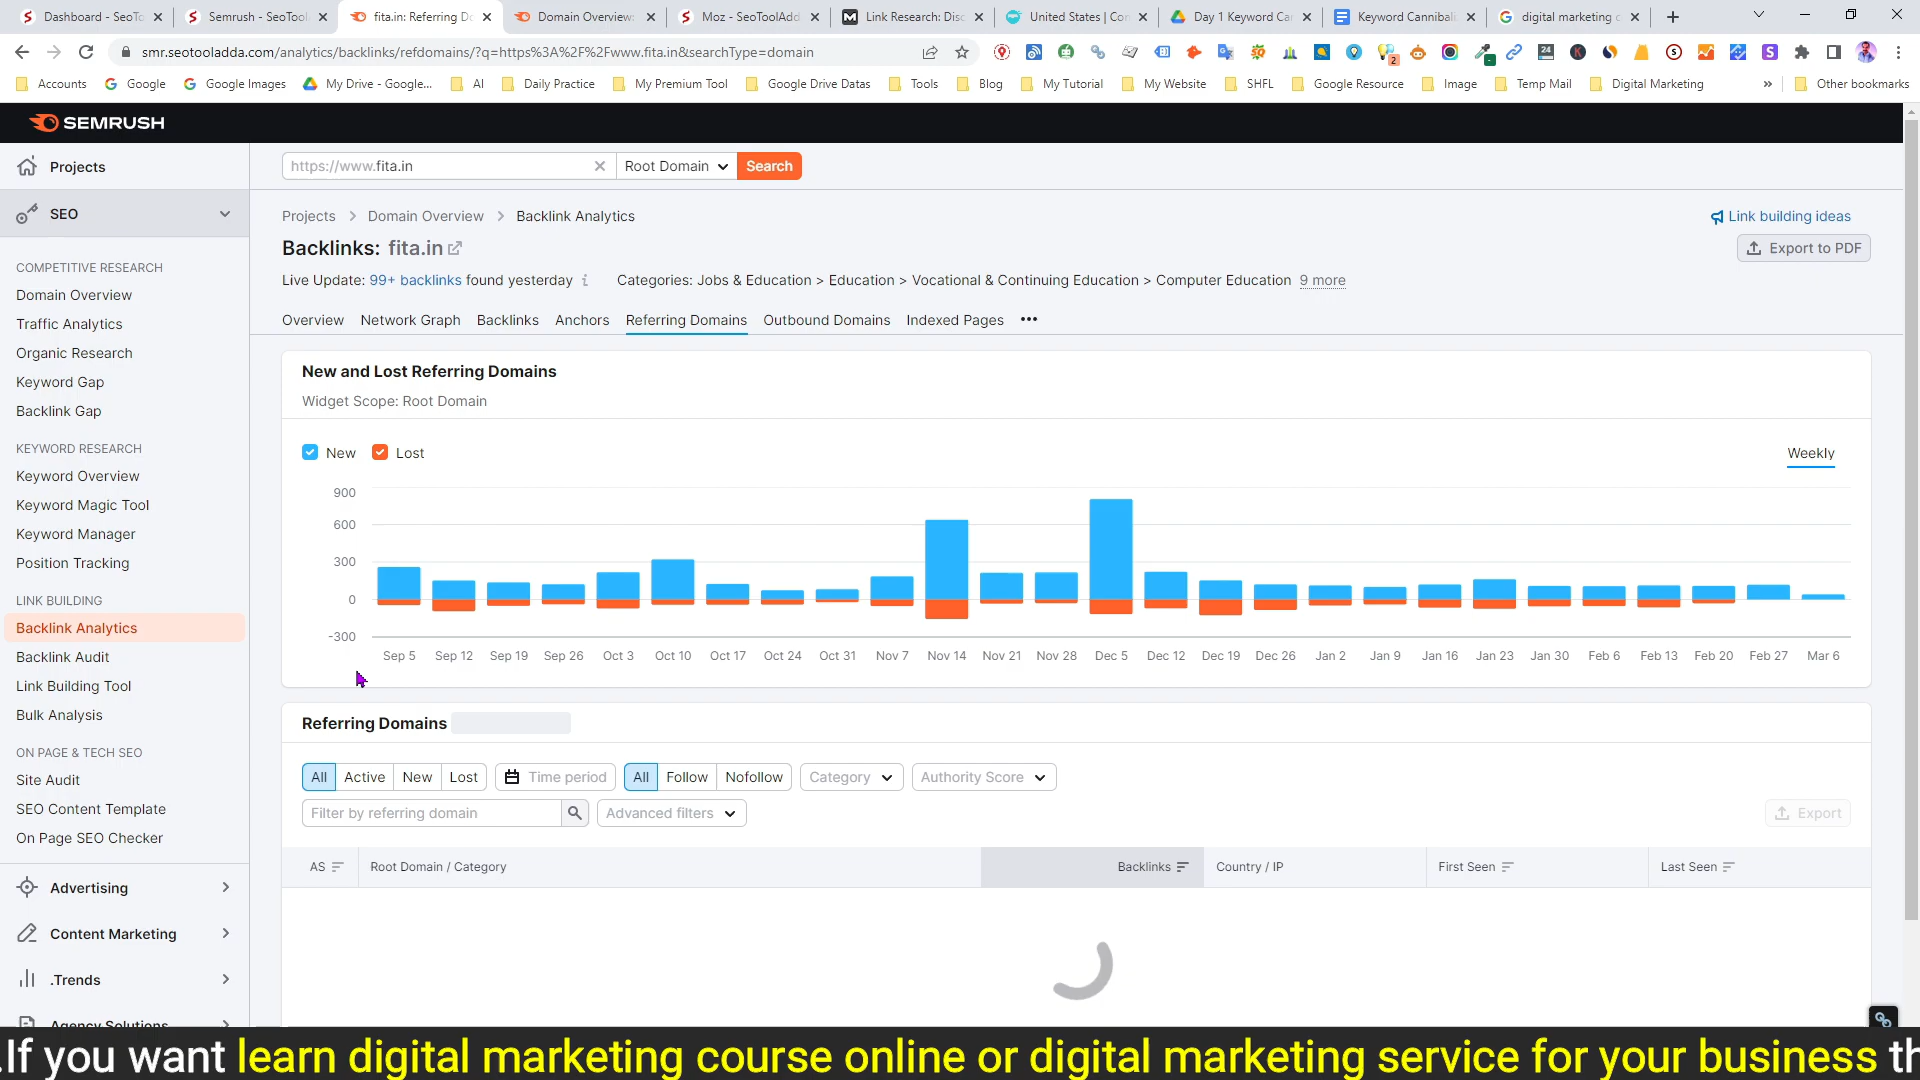 Dashboard - SeoTo
Semrush - SeoTool
fita.in: Referring Do
Domain Overview:
Moz - SeoToolAdd
Link Research: Disc
United States | Con
Day 1 Keyword Ca
Keyword Cannibali
digital marketing c
smr.seotooladda.com/analytics/backlinks/refdomains/?q=https%3A%2F%2Fwww.fita.in&searchType=domain
Accounts
Google
Google Images
My Drive - Google...
AI
Daily Practice
My Premium Tool
Google Drive Datas
Tools
Blog
My Tutorial
My Website
SHFL
Google Resource
Image
Temp Mail
Digital Marketing
»
Other bookmarks
SEMRUSH
Projects
SEO
COMPETITIVE RESEARCH
Domain Overview
Traffic Analytics
Organic Research
Keyword Gap
Backlink Gap
KEYWORD RESEARCH
Keyword Overview
Keyword Magic Tool
Keyword Manager
Position Tracking
LINK BUILDING
Backlink Analytics
Backlink Audit
Link Building Tool
Bulk Analysis
ON PAGE & TECH SEO
Site Audit
SEO Content Template
On Page SEO Checker
Advertising
Content Marketing
.Trends
Agency Solutions
https://www.fita.in
Root Domain
Search
Projects > Domain Overview > Backlink Analytics
Link building ideas
Backlinks: fita.in
Export to PDF
Live Update: 99+ backlinks found yesterday i Categories: Jobs & Education > Education > Vocational & Continuing Education > Computer Education 9 more
Overview Network Graph Backlinks Anchors Referring Domains Outbound Domains Indexed Pages •••
New and Lost Referring Domains
Widget Scope: Root Domain
New Lost
Weekly
900
600
300
0
-300
Sep 5 Sep 12 Sep 19 Sep 26 Oct 3 Oct 10 Oct 17 Oct 24 Oct 31 Nov 7 Nov 14 Nov 21 Nov 28 Dec 5 Dec 12 Dec 19 Dec 26 Jan 2 Jan 9 Jan 16 Jan 23 Jan 30 Feb 6 Feb 13 Feb 20 Feb 27 Mar 6
Referring Domains
All Active New Lost Time period All Follow Nofollow Category Authority Score
Filter by referring domain Advanced filters Export
AS Root Domain / Category Backlinks Country / IP First Seen Last Seen
.If you want learn digital marketing course online or digital marketing service for your business th